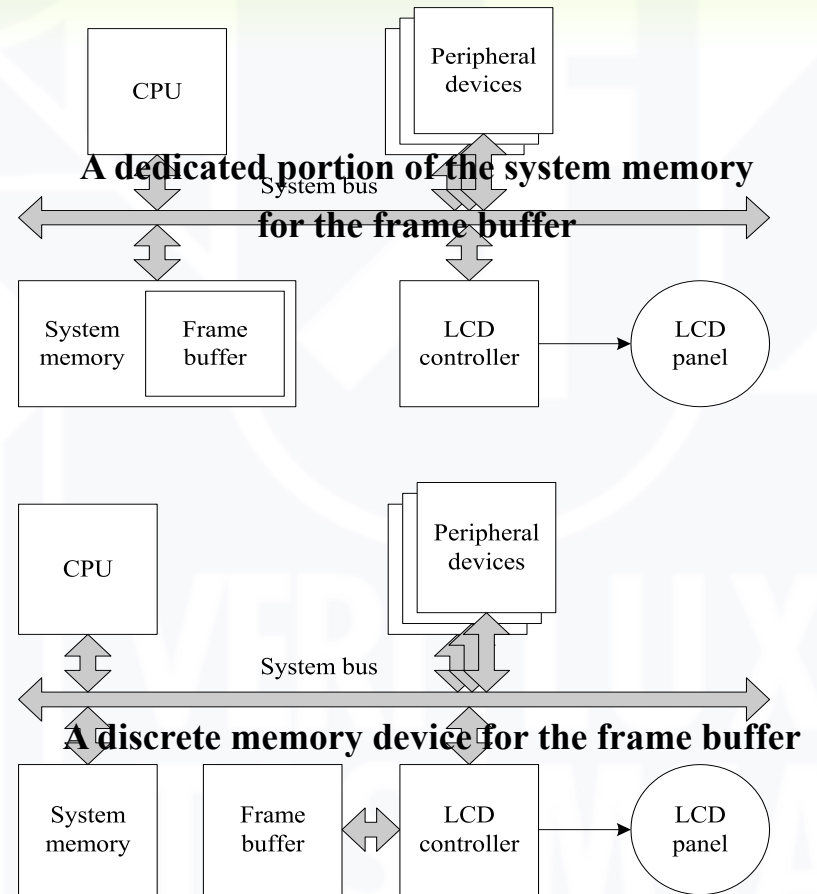 CPU
Peripheral
devices
A dedicated portion of the system memory
System bus
for the frame buffer
System
memory
Frame
buffer
LCD
controller
LCD
panel
CPU
Peripheral
devices
System bus
A discrete memory device for the frame buffer
System
memory
Frame
buffer
LCD
controller
LCD
panel